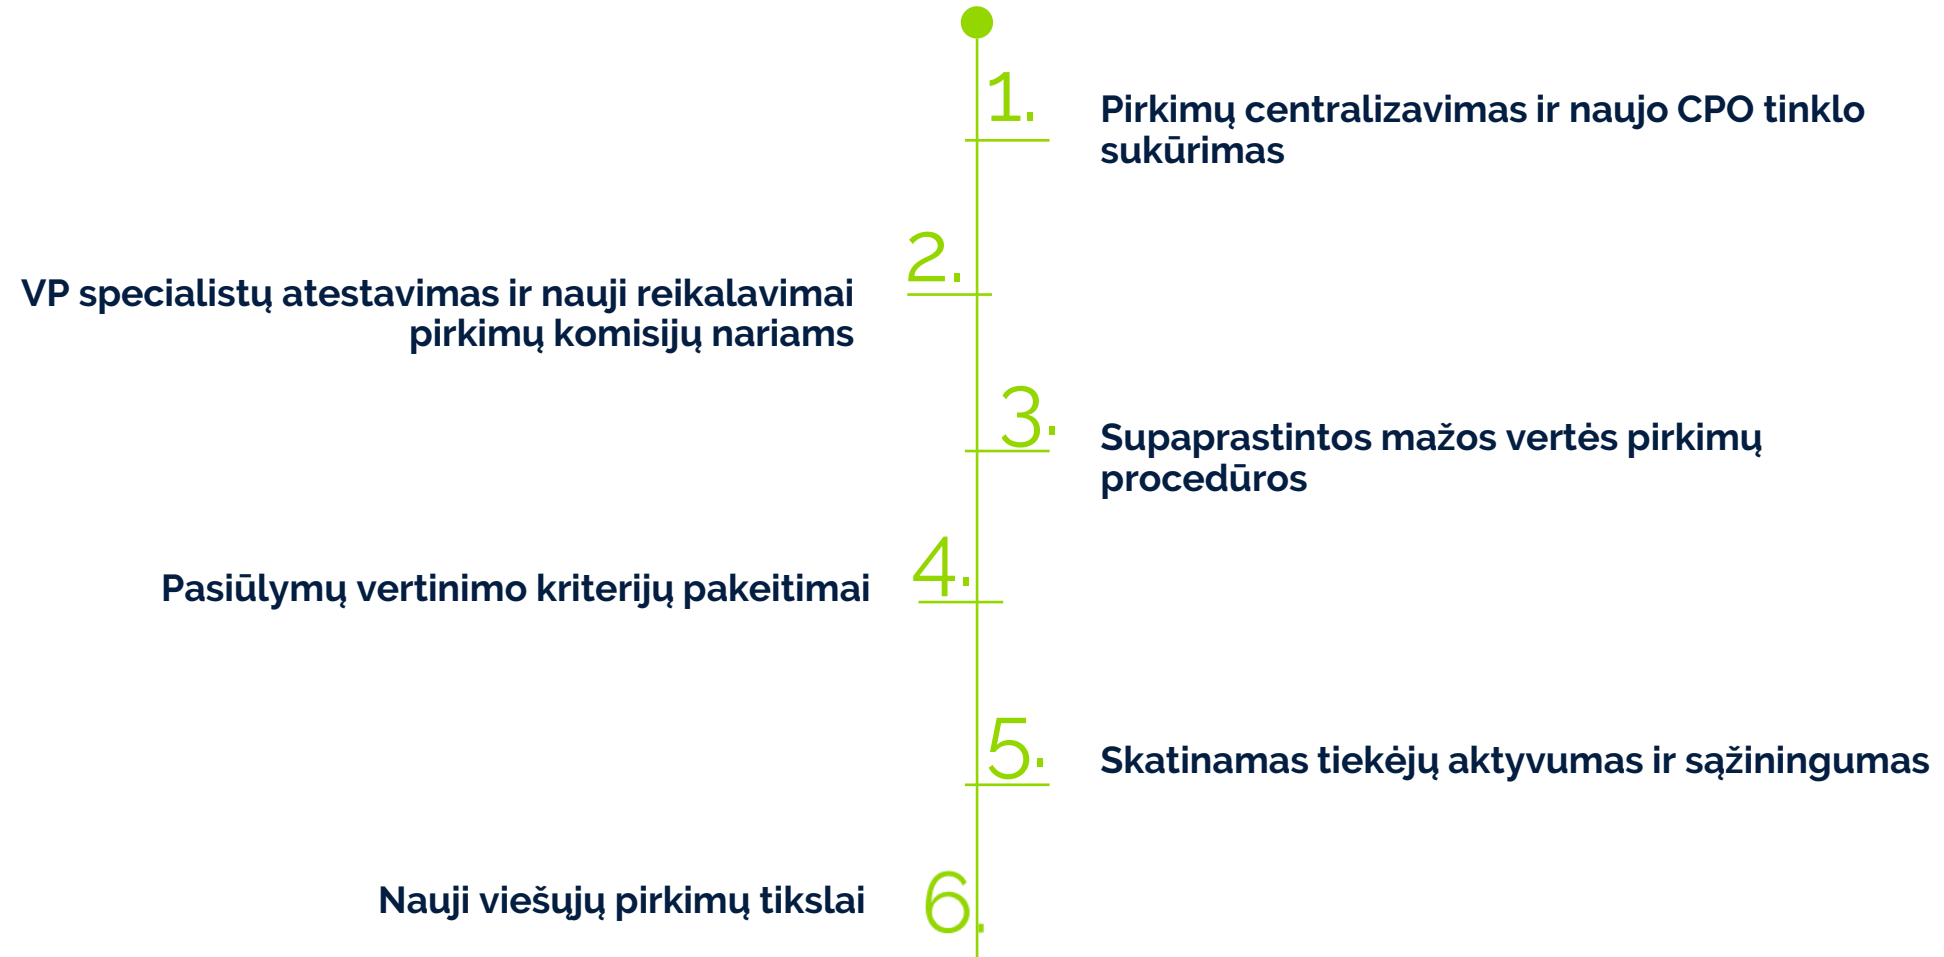 1.
Pirkimų centralizavimas ir naujo CPO tinklo
sukūrimas
2.
VP specialistų atestavimas ir nauji reikalavimai
pirkimų komisijų nariams
3.
Supaprastintos mažos vertės pirkimų
procedūros
4.
Pasiūlymų vertinimo kriterijų pakeitimai
5.
Skatinamas tiekėjų aktyvumas ir sąžiningumas
6.
Nauji viešųjų pirkimų tikslai